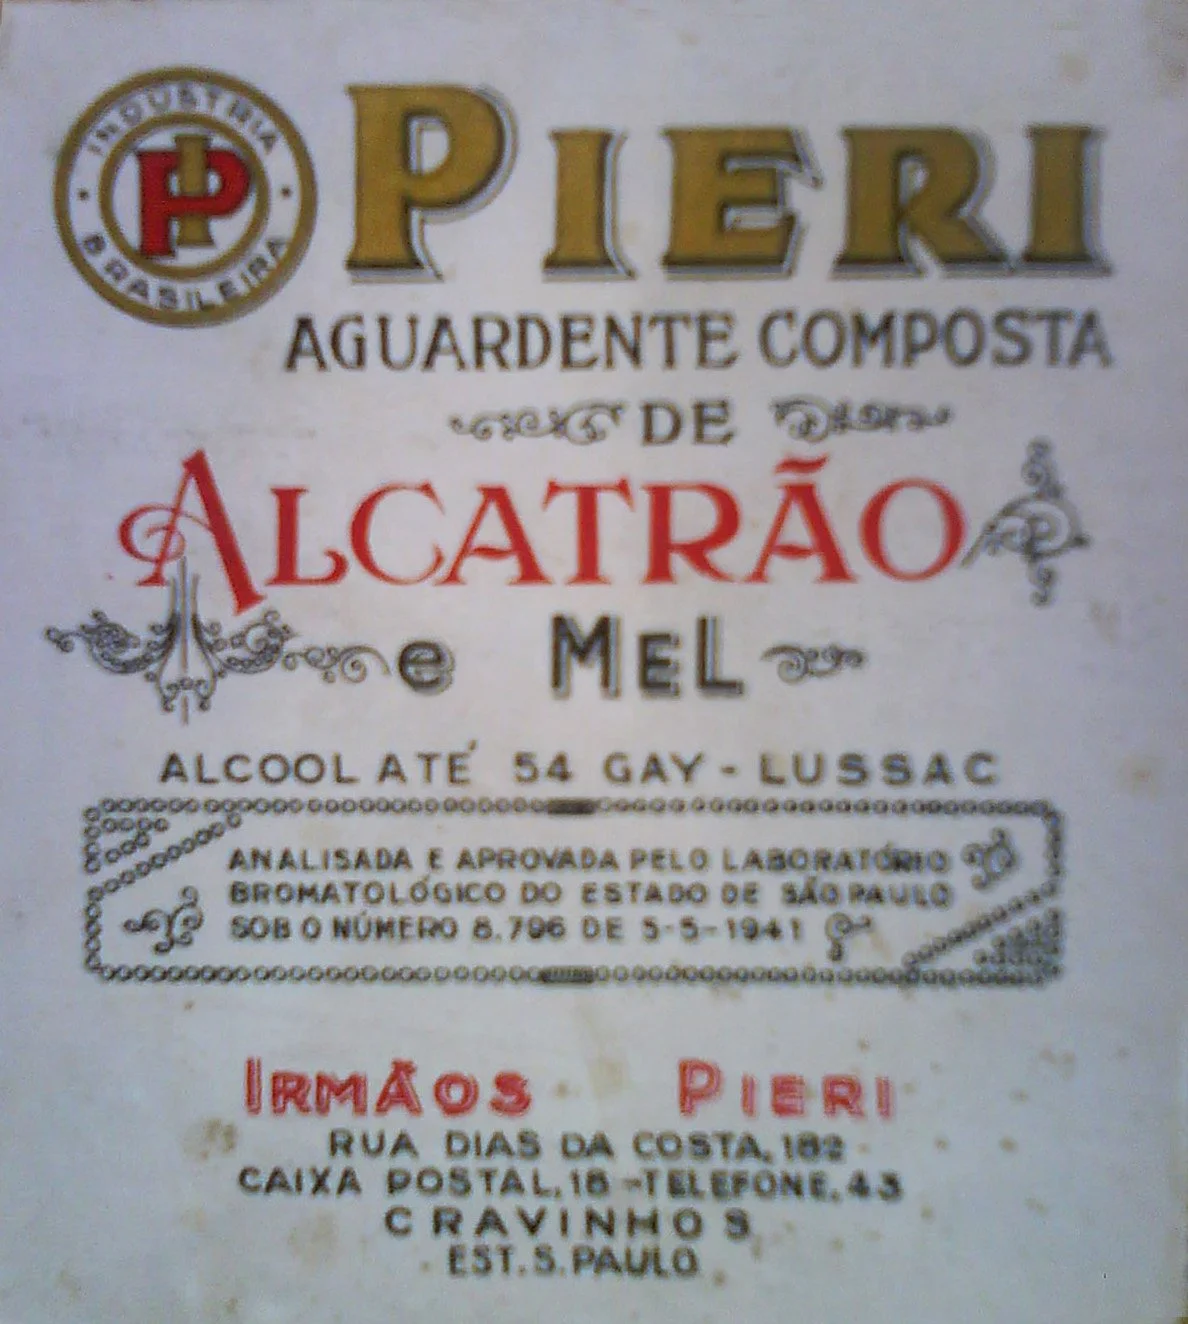 INDUSTRIA BRASILEIRA
PI
PIERI
AGUARDENTE COMPOSTA
DE
ALCATRÃO
e MEL
ALCOOL ATÉ 54 GAY - LUSSAC
ANALISADA E APROVADA PELO LABORATÓRIO
BROMATOLÓGICO DO ESTADO DE SÃO PAULO
SOB O NÚMERO 8.796 DE 5-5-1941
IRMÃOS PIERI
RUA DIAS DA COSTA, 182
CAIXA POSTAL, 18 - TELEFONE, 43
CRAVINHOS
EST. S. PAULO